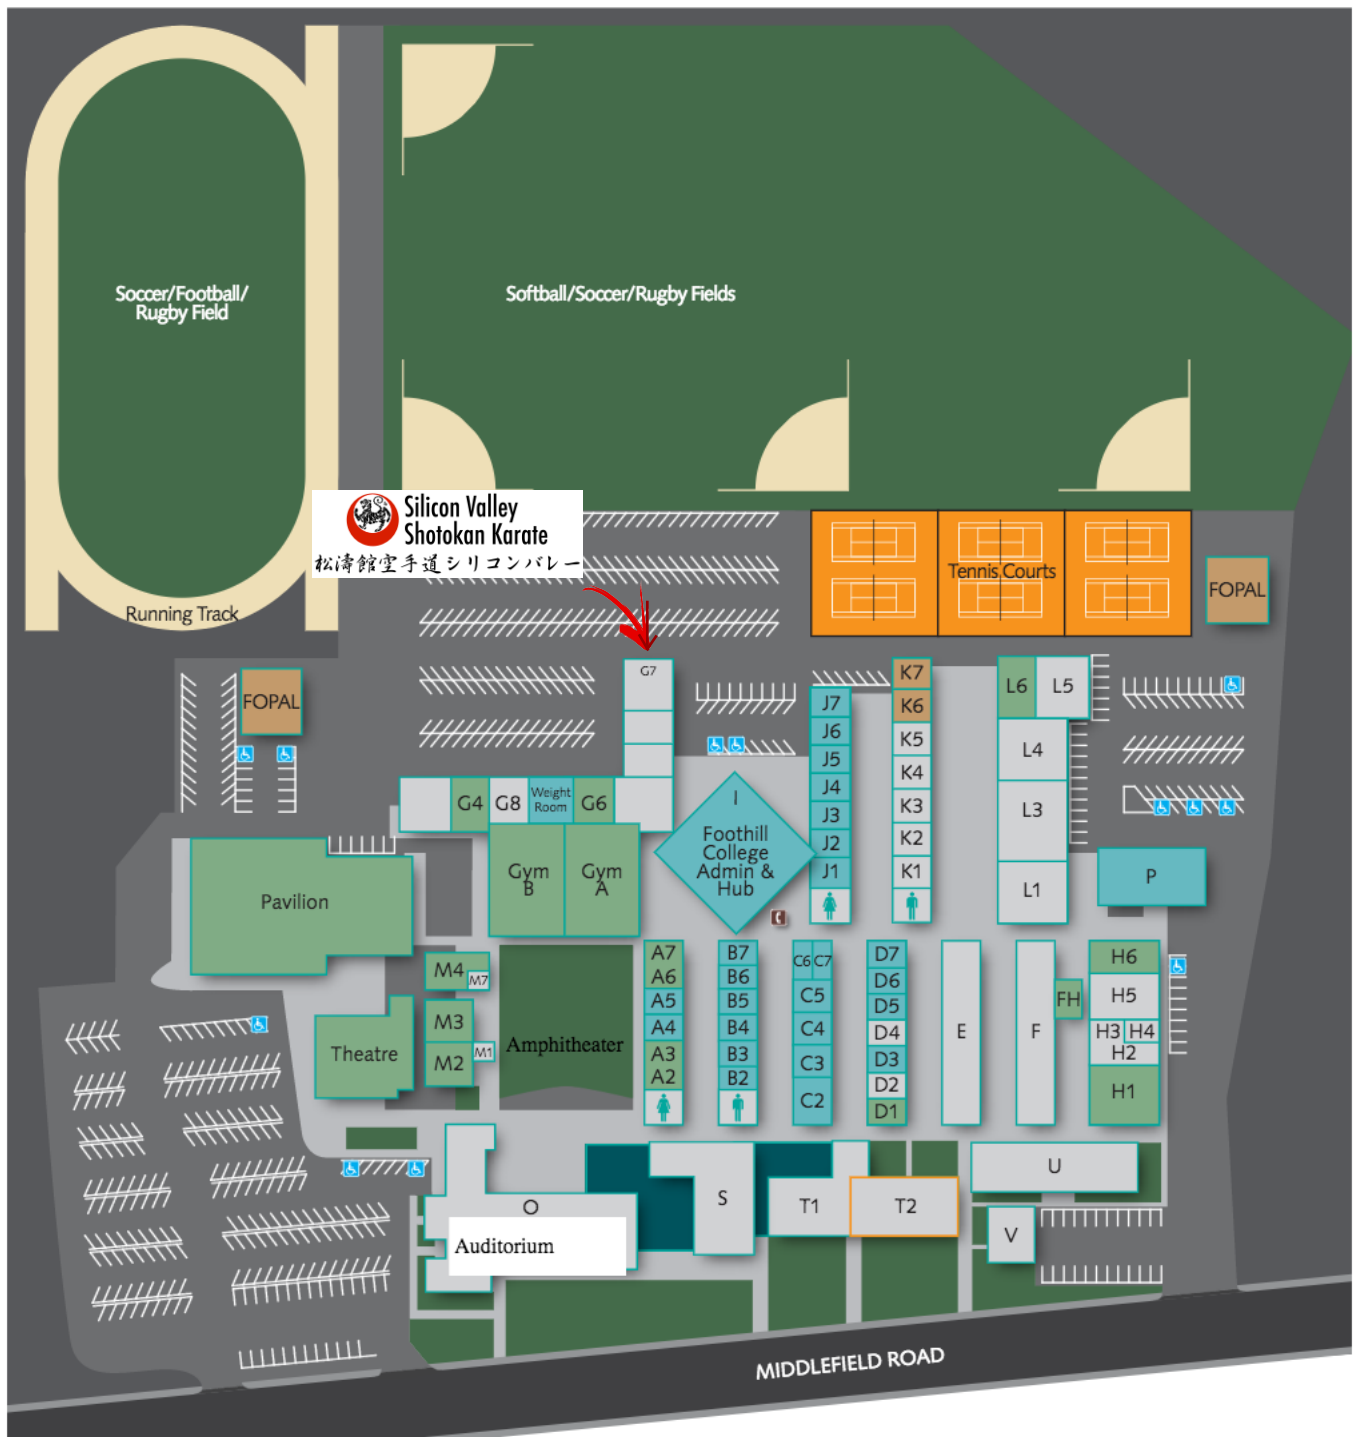 Soccer/Football/
Rugby Field
Softball/Soccer/Rugby Fields
Silicon Valley
Shotokan Karate
松濤館空手道シリコンバレー
Tennis Courts
FOPAL
Running Track
G7
FOPAL
J7
J6
J5
J4
J3
J2
J1
K7
K6
K5
K4
K3
K2
K1
L6
L5
L4
L3
L1
G4
G8
Weight
Room
G6
Gym
B
Gym
A
I
Foothill
College
Admin &
Hub
P
Pavilion
M4
M7
M3
M2
M1
Theatre
Amphitheater
A7
A6
A5
A4
A3
A2
B7
B6
B5
B4
B3
B2
C6
C7
C5
C4
C3
C2
D7
D6
D5
D4
D3
D2
D1
E
F
FH
H6
H5
H3
H4
H2
H1
O
Auditorium
S
T1
T2
U
V
MIDDLEFIELD ROAD